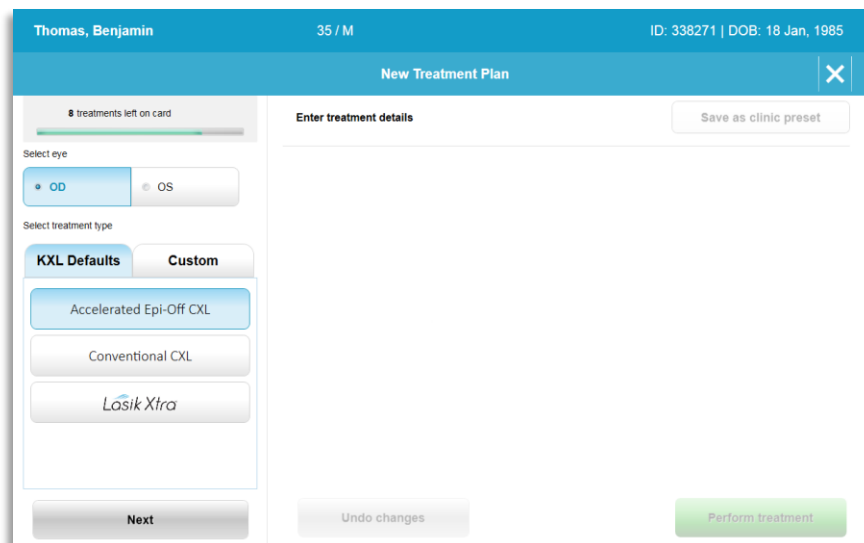 Thomas, Benjamin 35 / M ID: 338271 | DOB: 18 Jan, 1985
New Treatment Plan
8 treatments left on card
Enter treatment details
Save as clinic preset
Select eye
OD OS
Select treatment type
KXL Defaults Custom
Accelerated Epi-Off CXL
Conventional CXL
Lasik Xtra
Next
Undo changes
Perform treatment